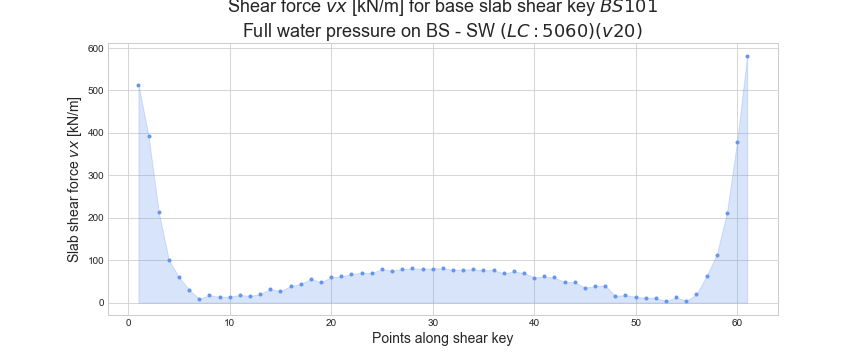 Shear force vx [kN/m] for base slab shear key BS101
Full water pressure on BS - SW (LC : 5060)(v20)
600
500
400
300
200
100
0
Slab shear force vx [kN/m]
0 10 20 30 40 50 60
Points along shear key